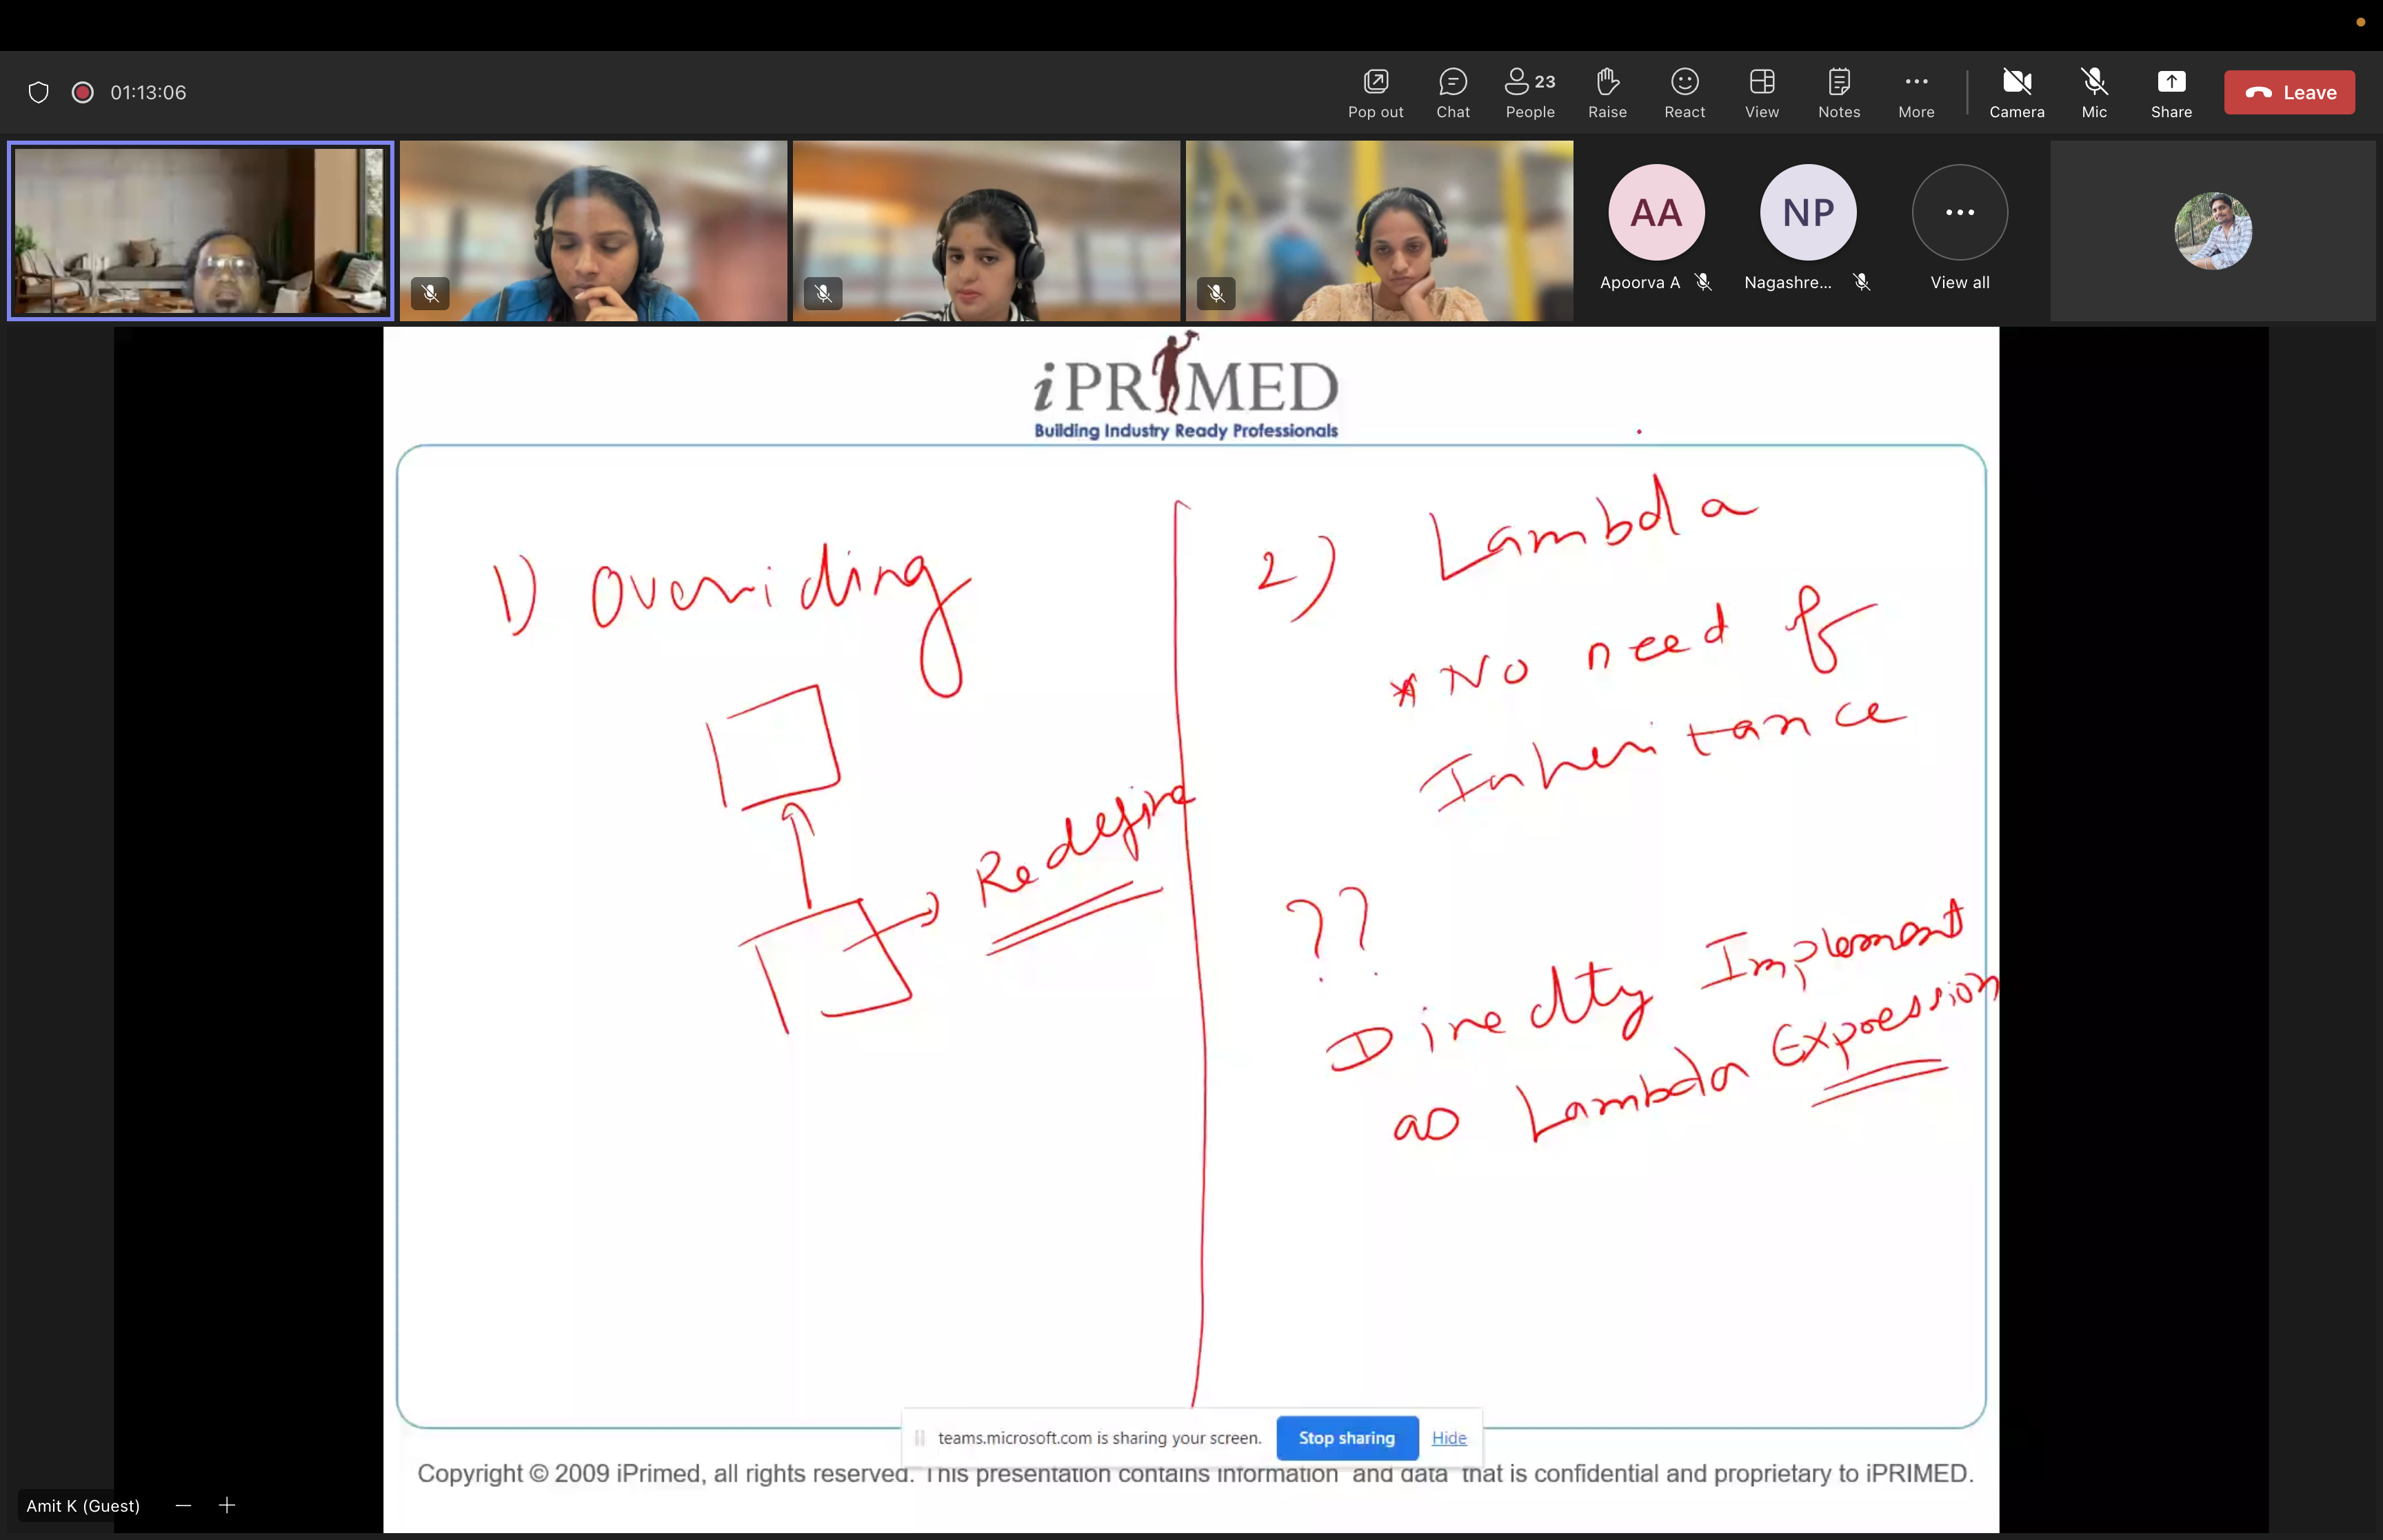 01:13:06
Pop out
Chat
23
People
Raise
React
View
Notes
More
Camera
Mic
Share
Leave
AA
NP
Apoorva A
Nagashre...
View all
iPRIMED
Building Industry Ready Professionals
1) Overriding
Redefine
2) Lambda
* No need of
Inheritance
??
Directly Implement
as Lambda Expression
teams.microsoft.com is sharing your screen.
Stop sharing
Hide
Copyright © 2009 iPrimed, all rights reserved. This presentation contains information and data that is confidential and proprietary to iPRIMED.
Amit K (Guest)